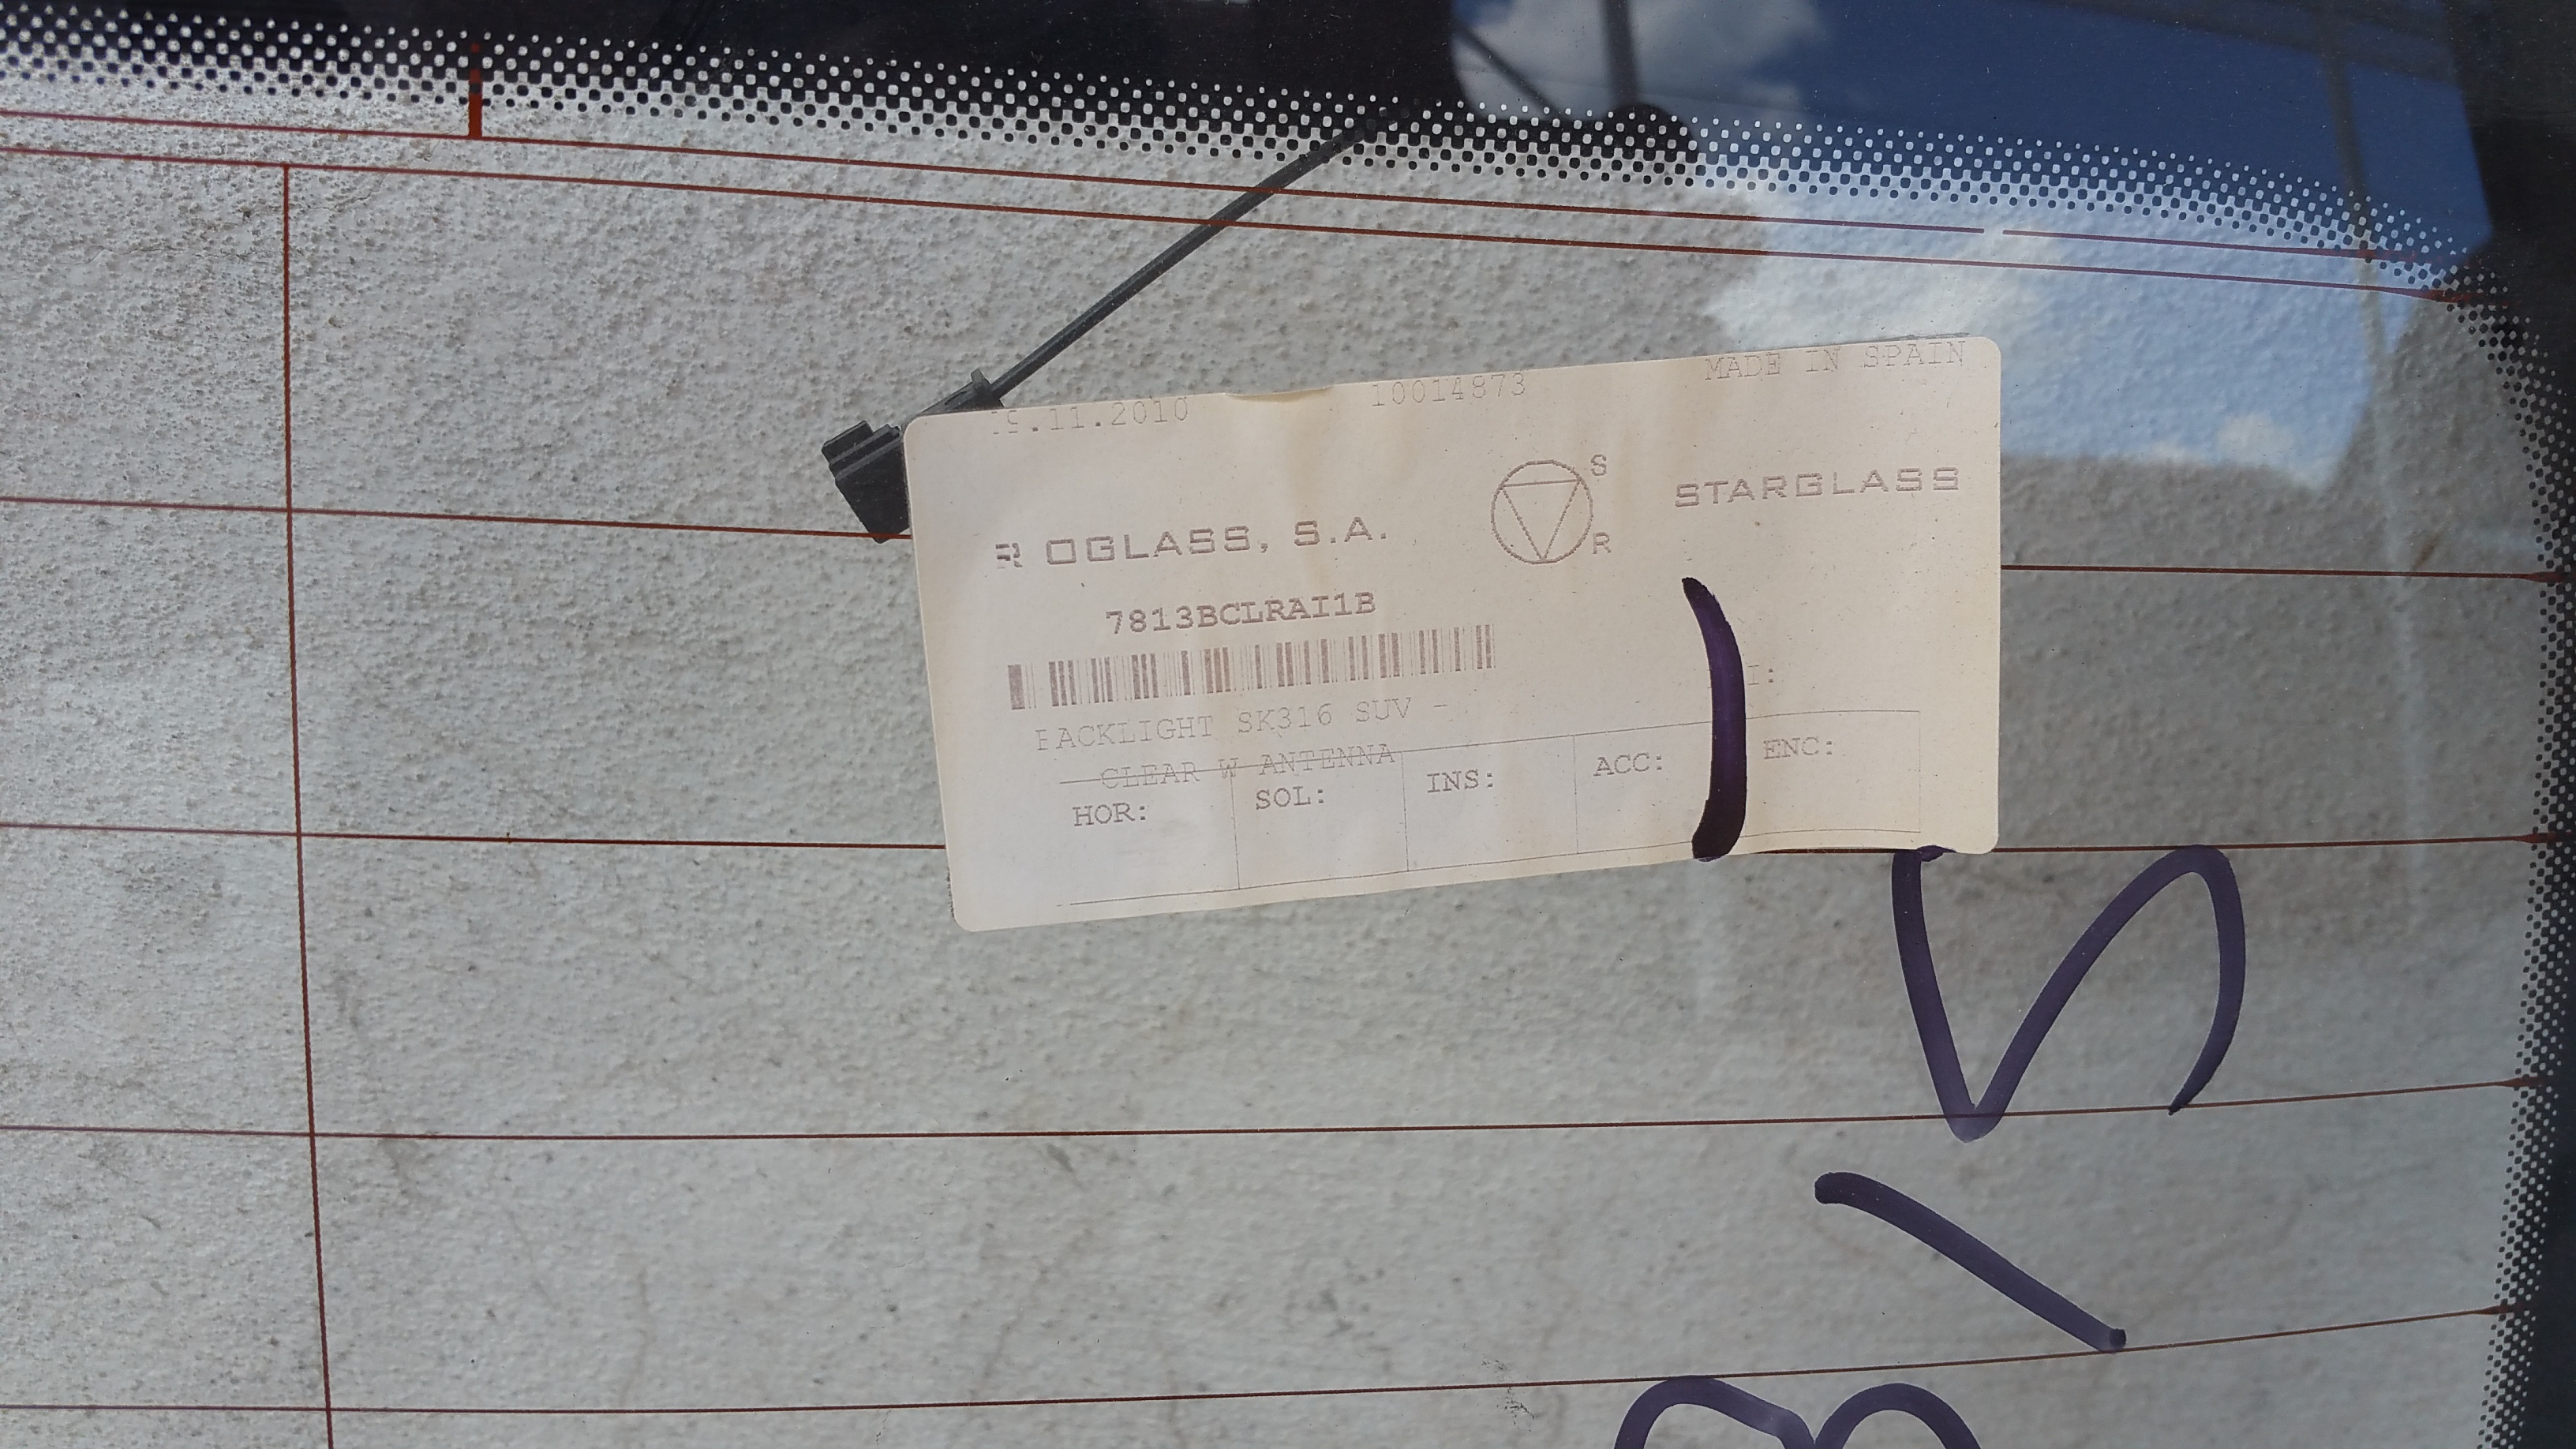 19.11.2010 10014873 MADE IN SPAIN
R OGLASS, S.A. S R STARGLASS
7813BCLRAI1B
I:
BACKLIGHT SK316 SUV -
CLEAR W ANTENNA
HOR: SOL: INS: ACC: ENC: